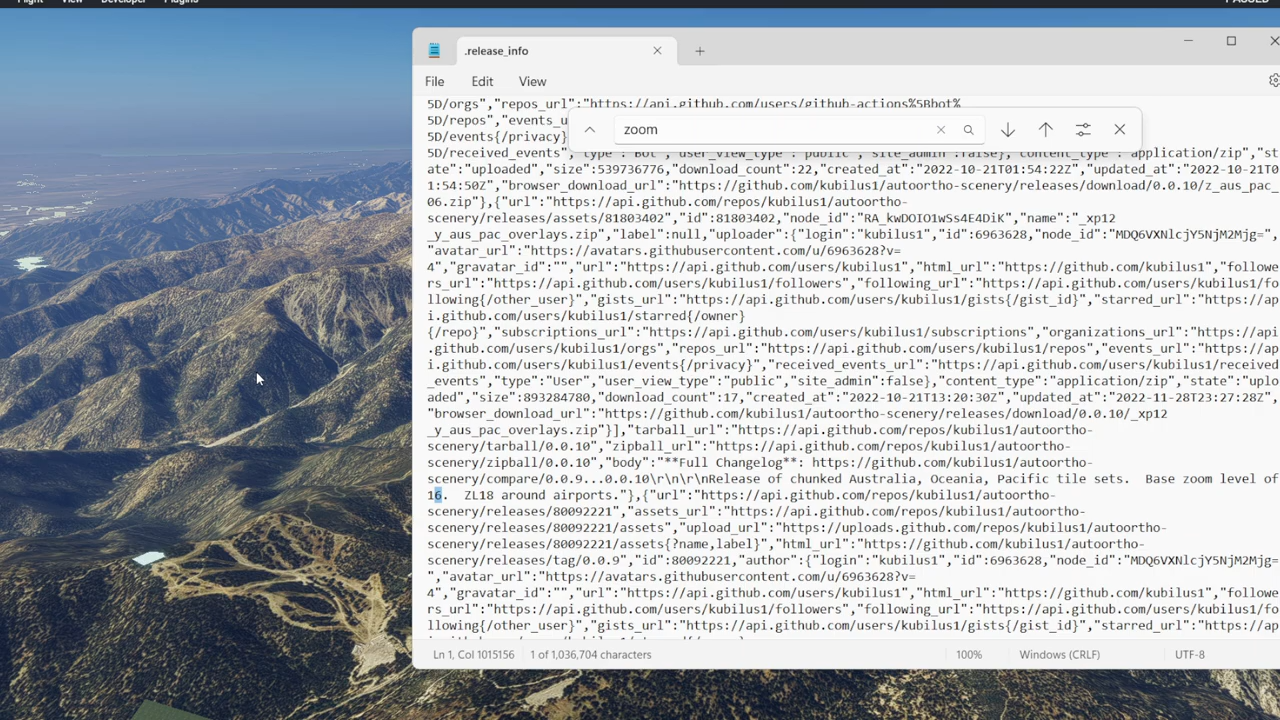 Flight View Developer Plugins PAUSED
.release_info
File Edit View
5D/orgs","repos_url":"https://api.github.com/users/github-actions%5Bbot%
5D/repos","events_u
zoom
5D/events{/privacy}
5D/received_events","type":"Bot","user_view_type":"public","site_admin":false},"content_type":"application/zip","st
ate":"uploaded","size":539736776,"download_count":22,"created_at":"2022-10-21T01:54:22Z","updated_at":"2022-10-21T0
1:54:50Z","browser_download_url":"https://github.com/kubilus1/autoortho-scenery/releases/download/0.0.10/z_aus_pac_
06.zip"},{"url":"https://api.github.com/repos/kubilus1/autoortho-
scenery/releases/assets/81803402","id":81803402,"node_id":"RA_kwDOIO1wSs4E4DiK","name":"_xp12
_y_aus_pac_overlays.zip","label":null,"uploader":{"login":"kubilus1","id":6963628,"node_id":"MDQ6VXNlcjY5NjM2Mjg=",
"avatar_url":"https://avatars.githubusercontent.com/u/6963628?v=
4","gravatar_id":"","url":"https://api.github.com/users/kubilus1","html_url":"https://github.com/kubilus1","followe
rs_url":"https://api.github.com/users/kubilus1/followers","following_url":"https://api.github.com/users/kubilus1/fo
llowing{/other_user}","gists_url":"https://api.github.com/users/kubilus1/gists{/gist_id}","starred_url":"https://ap
i.github.com/users/kubilus1/starred{/owner}
{/repo}","subscriptions_url":"https://api.github.com/users/kubilus1/subscriptions","organizations_url":"https://api
.github.com/users/kubilus1/orgs","repos_url":"https://api.github.com/users/kubilus1/repos","events_url":"https://ap
i.github.com/users/kubilus1/events{/privacy}","received_events_url":"https://api.github.com/users/kubilus1/received
_events","type":"User","user_view_type":"public","site_admin":false},"content_type":"application/zip","state":"uplo
aded","size":893284780,"download_count":17,"created_at":"2022-10-21T13:20:30Z","updated_at":"2022-11-28T23:27:28Z",
"browser_download_url":"https://github.com/kubilus1/autoortho-scenery/releases/download/0.0.10/_xp12
_y_aus_pac_overlays.zip"}],"tarball_url":"https://api.github.com/repos/kubilus1/autoortho-
scenery/tarball/0.0.10","zipball_url":"https://api.github.com/repos/kubilus1/autoortho-
scenery/zipball/0.0.10","body":"**Full Changelog**: https://github.com/kubilus1/autoortho-
scenery/compare/0.0.9...0.0.10\r\n\r\nRelease of chunked Australia, Oceania, Pacific tile sets.  Base zoom level of
16.  ZL18 around airports."},{"url":"https://api.github.com/repos/kubilus1/autoortho-
scenery/releases/80092221","assets_url":"https://api.github.com/repos/kubilus1/autoortho-
scenery/releases/80092221/assets","upload_url":"https://uploads.github.com/repos/kubilus1/autoortho-
scenery/releases/80092221/assets{?name,label}","html_url":"https://github.com/kubilus1/autoortho-
scenery/releases/tag/0.0.9","id":80092221,"author":{"login":"kubilus1","id":6963628,"node_id":"MDQ6VXNlcjY5NjM2Mjg=
","avatar_url":"https://avatars.githubusercontent.com/u/6963628?v=
4","gravatar_id":"","url":"https://api.github.com/users/kubilus1","html_url":"https://github.com/kubilus1","followe
rs_url":"https://api.github.com/users/kubilus1/followers","following_url":"https://api.github.com/users/kubilus1/fo
llowing{/other_user}","gists_url":"https://api.github.com/users/kubilus1/gists{/gist_id}","starred_url":"https://ap
Ln 1, Col 1015156 1 of 1,036,704 characters 100% Windows (CRLF) UTF-8